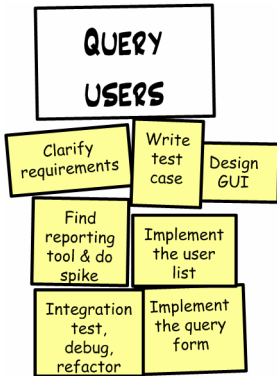 QUERY
USERS
Clarify
requirements
Write
test
case
Design
GUI
Find
reporting
tool & do
spike
Implement
the user
list
Integration
test,
debug,
refactor
Implement
the query
form